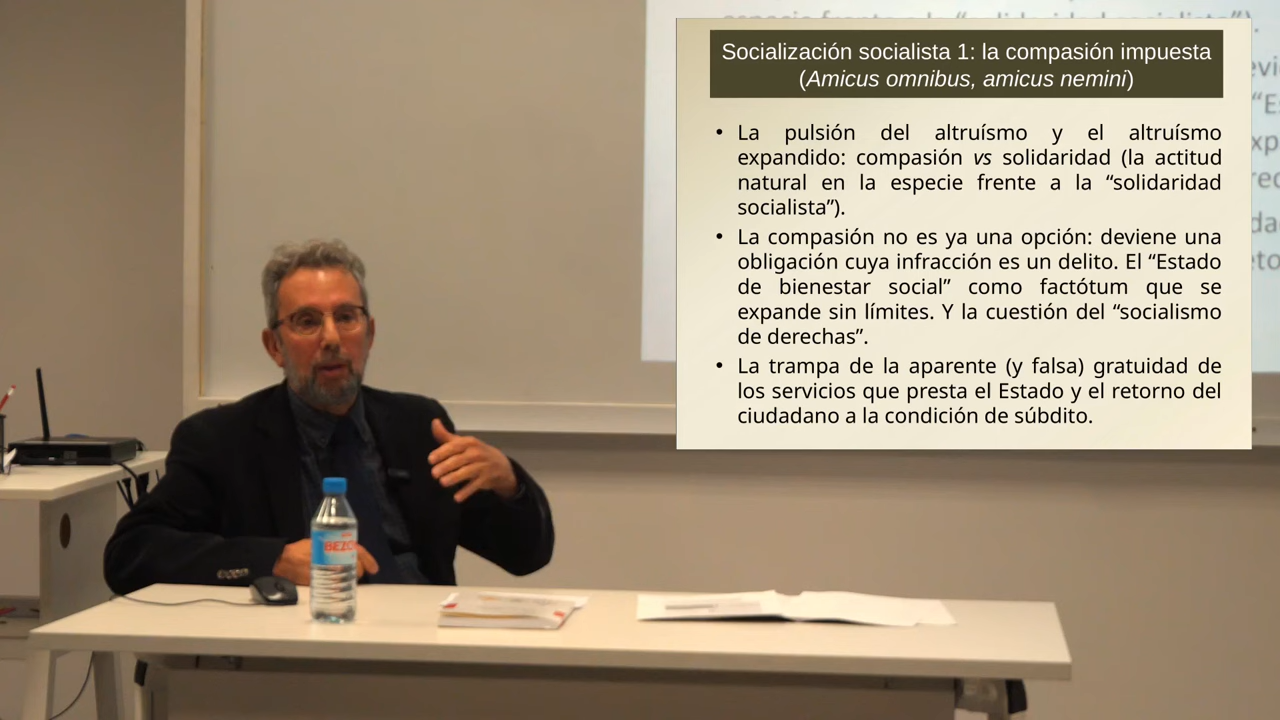 Socialización socialista 1: la compasión impuesta
(Amicus omnibus, amicus nemini)
• La pulsión del altruísmo y el altruísmo
expandido: compasión vs solidaridad (la actitud
natural en la especie frente a la “solidaridad
socialista”).
• La compasión no es ya una opción: deviene una
obligación cuya infracción es un delito. El “Estado
de bienestar social” como factótum que se
expande sin límites. Y la cuestión del “socialismo
de derechas”.
• La trampa de la aparente (y falsa) gratuidad de
los servicios que presta el Estado y el retorno del
ciudadano a la condición de súbdito.